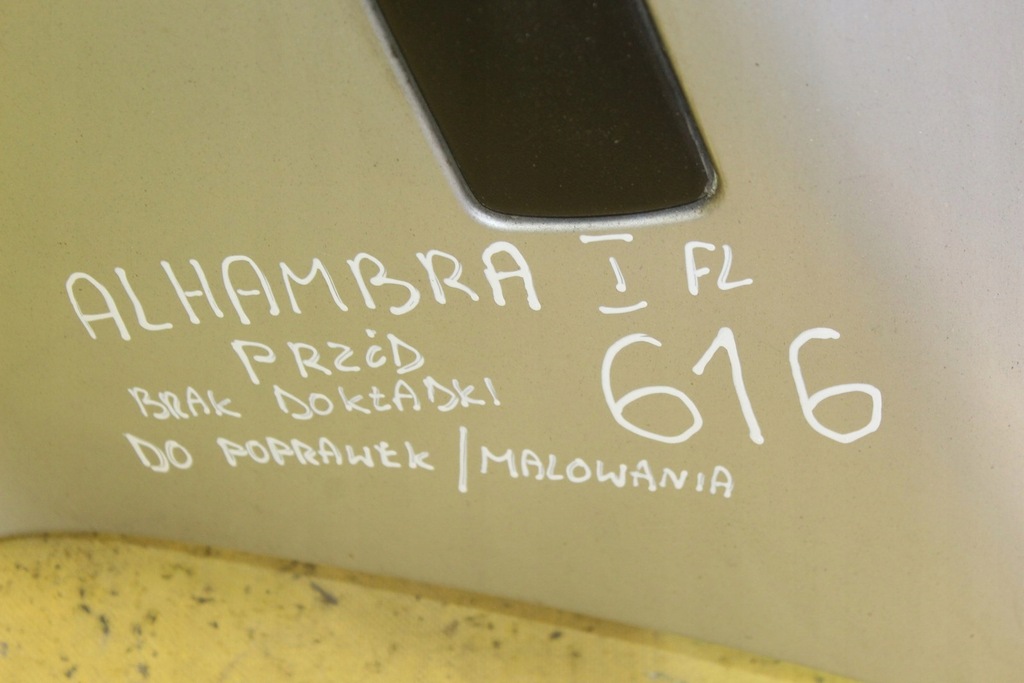 ALHAMBRA I FL
PRZÓD
616
BRAK DOKŁADKI
DO POPRAWEK / MALOWANIA